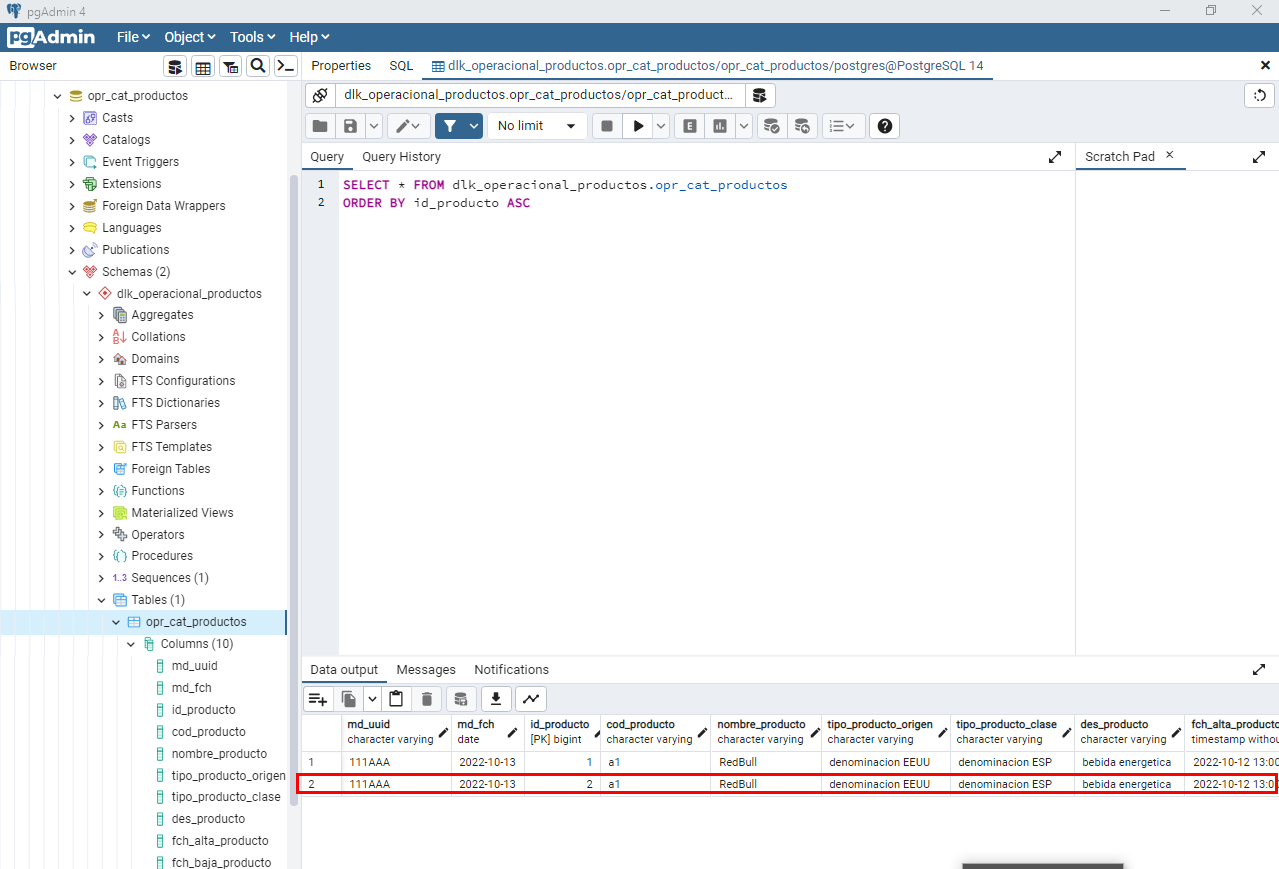 pgAdmin 4
pgAdmin File Object Tools Help
Browser
Properties SQL dlk_operacional_productos.opr_cat_productos/opr_cat_productos/postgres@PostgreSQL 14
opr_cat_productos
Casts
Catalogs
Event Triggers
Extensions
Foreign Data Wrappers
Languages
Publications
Schemas (2)
dlk_operacional_productos
Aggregates
Collations
Domains
FTS Configurations
FTS Dictionaries
Aa FTS Parsers
FTS Templates
Foreign Tables
Functions
Materialized Views
Operators
Procedures
1..3 Sequences (1)
Tables (1)
opr_cat_productos
Columns (10)
md_uuid
md_fch
id_producto
cod_producto
nombre_producto
tipo_producto_origen
tipo_producto_clase
des_producto
fch_alta_producto
fch_baja_producto
dlk_operacional_productos.opr_cat_productos/opr_cat_product...
No limit
E
Query Query History
Scratch Pad
1 SELECT * FROM dlk_operacional_productos.opr_cat_productos
2 ORDER BY id_producto ASC
Data output Messages Notifications
md_uuid md_fch id_producto cod_producto nombre_producto tipo_producto_origen tipo_producto_clase des_producto fch_alta_producto
character varying date [PK] bigint character varying character varying character varying character varying character varying timestamp withou
1 111AAA 2022-10-13 1 a1 RedBull denominacion EEUU denominacion ESP bebida energetica 2022-10-12 13:00
2 111AAA 2022-10-13 2 a1 RedBull denominacion EEUU denominacion ESP bebida energetica 2022-10-12 13:00